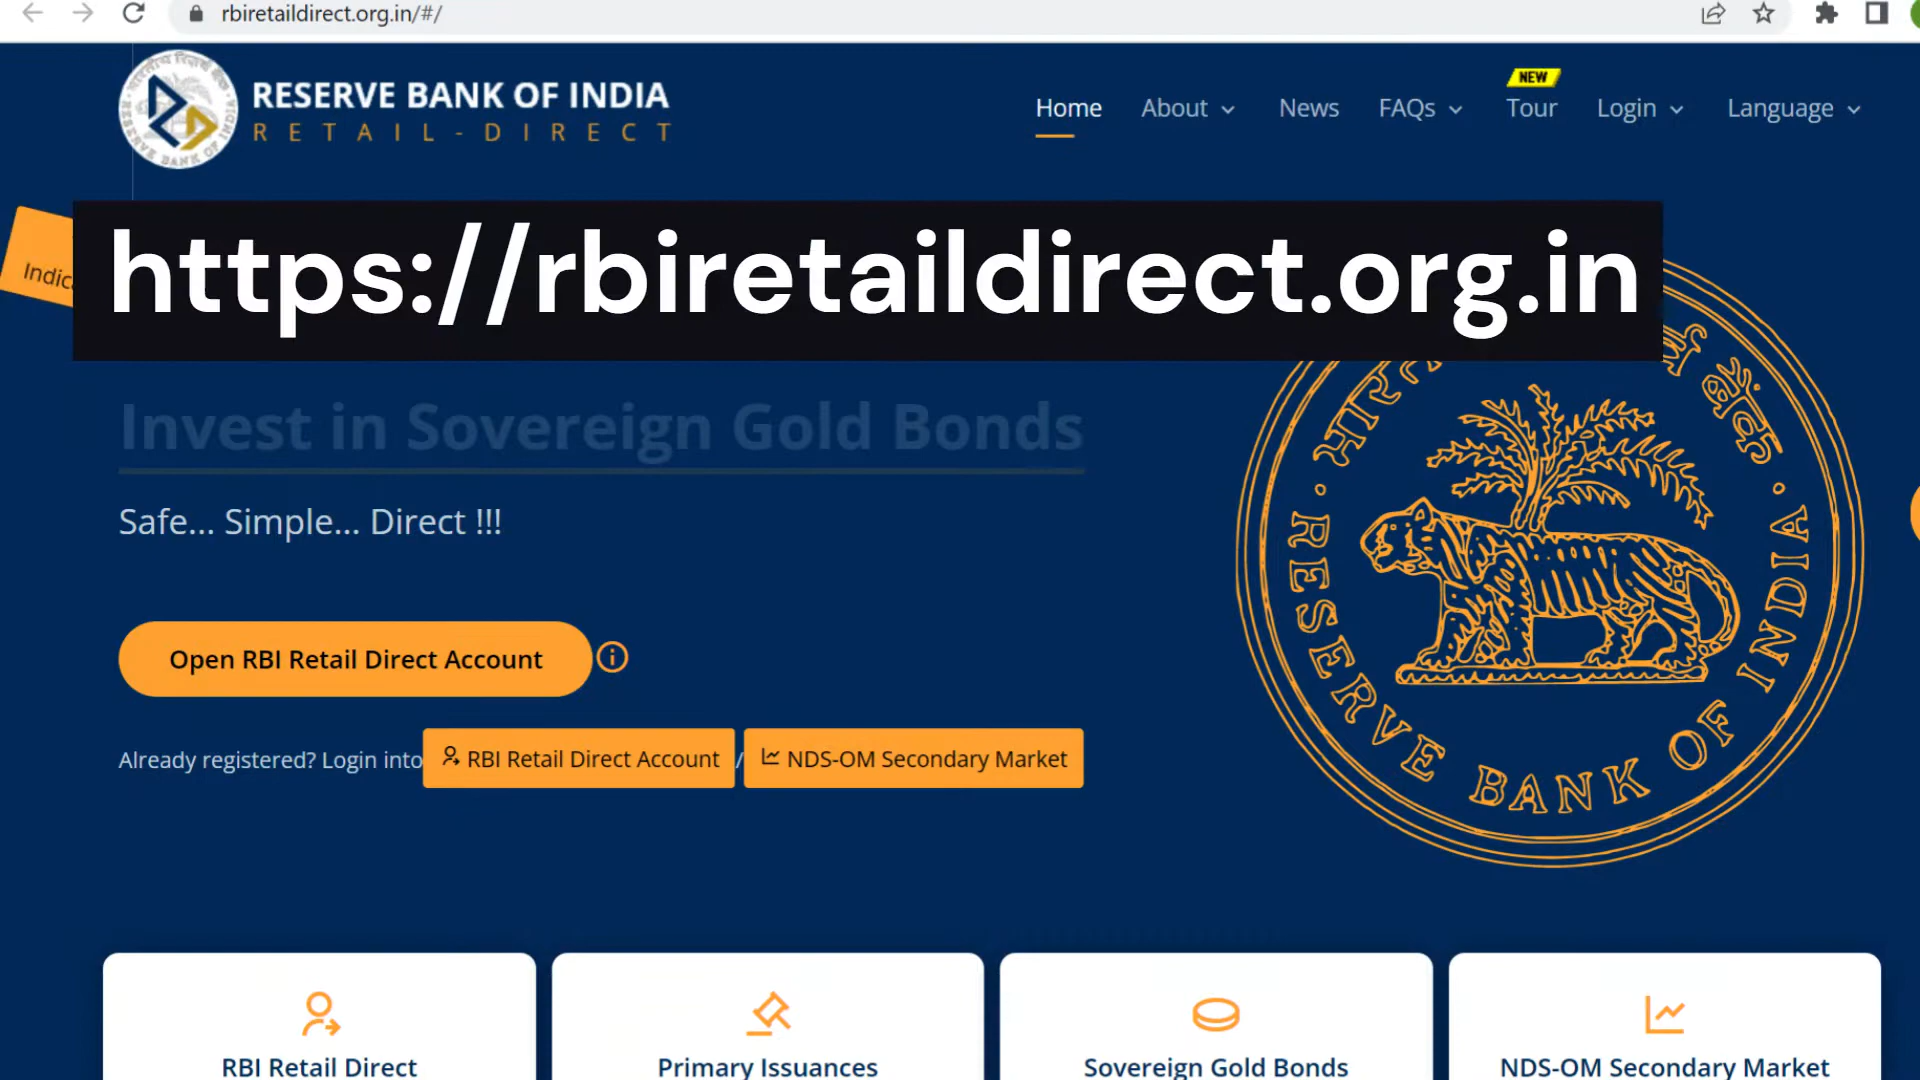 rbiretaildirect.org.in/#/
RESERVE BANK OF INDIA
RETAIL-DIRECT
NEW
Home About News FAQs Tour Login Language
https://rbiretaildirect.org.in
Invest in Sovereign Gold Bonds
Safe... Simple... Direct !!!
Open RBI Retail Direct Account
Already registered? Login into RBI Retail Direct Account / NDS-OM Secondary Market
RESERVE BANK OF INDIA
RBI Retail Direct
Primary Issuances
Sovereign Gold Bonds
NDS-OM Secondary Market